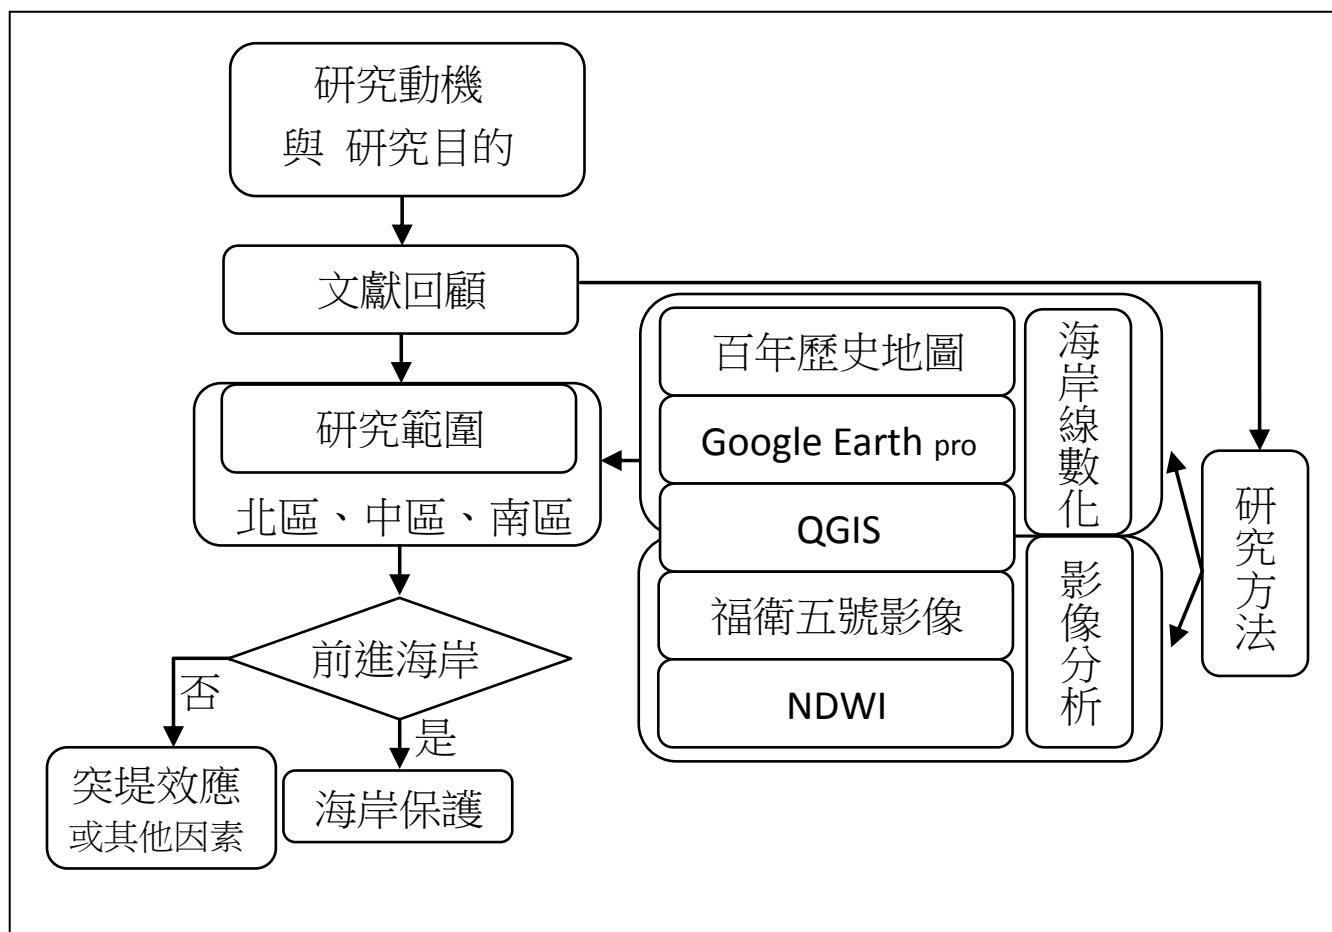 研究動機
與 研究目的
文獻回顧
研究範圍
北區、中區、南區
前進海岸
否
是
突堤效應
或其他因素
海岸保護
百年歷史地圖
Google Earth pro
QGIS
福衛五號影像
NDWI
海岸線數化
影像分析
研究方法